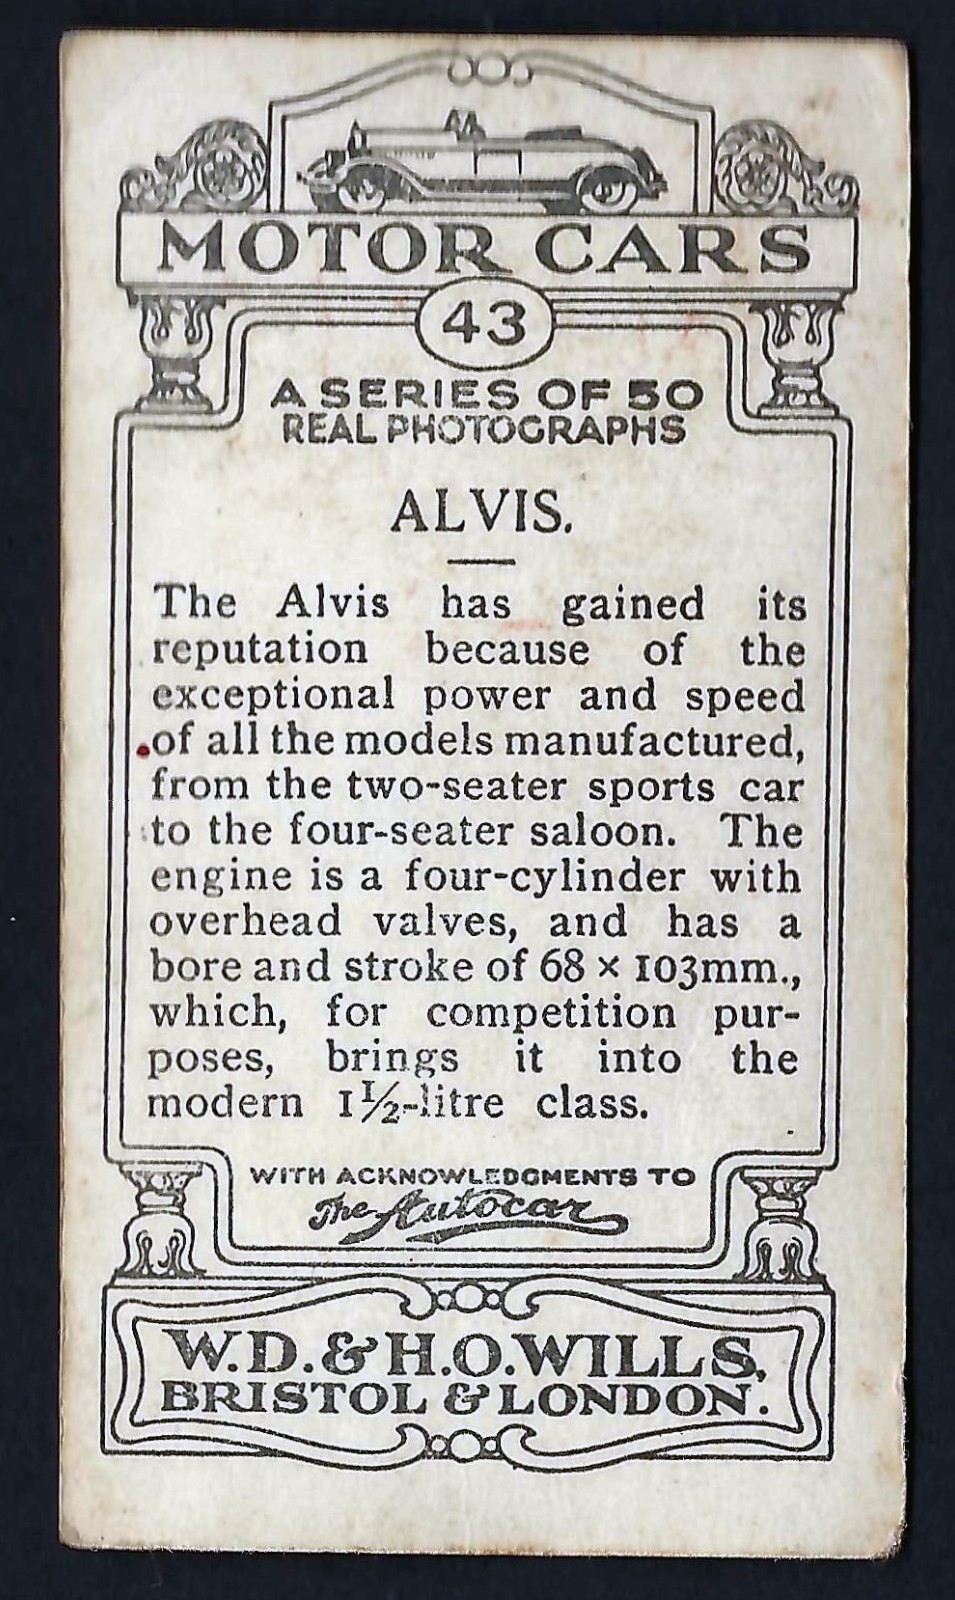 MOTOR CARS
43
A SERIES OF 50
REAL PHOTOGRAPHS
ALVIS.
The Alvis has gained its
reputation because of the
exceptional power and speed
of all the models manufactured,
from the two-seater sports car
to the four-seater saloon. The
engine is a four-cylinder with
overhead valves, and has a
bore and stroke of 68 × 103mm.,
which, for competition pur-
poses, brings it into the
modern 1½-litre class.
WITH ACKNOWLEDGMENTS TO
The Autocar
W.D. & H.O. WILLS,
BRISTOL & LONDON.